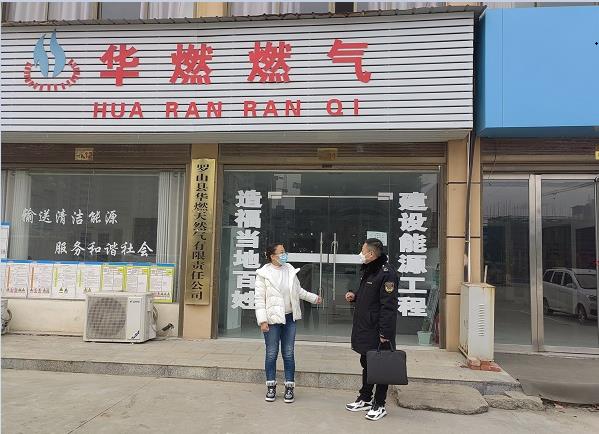 华燃燃气
HUA RAN RAN QI
罗山县华燃天然气有限责任公司
输送清洁能源
服务和谐社会
造福当地百姓
建设能源工程